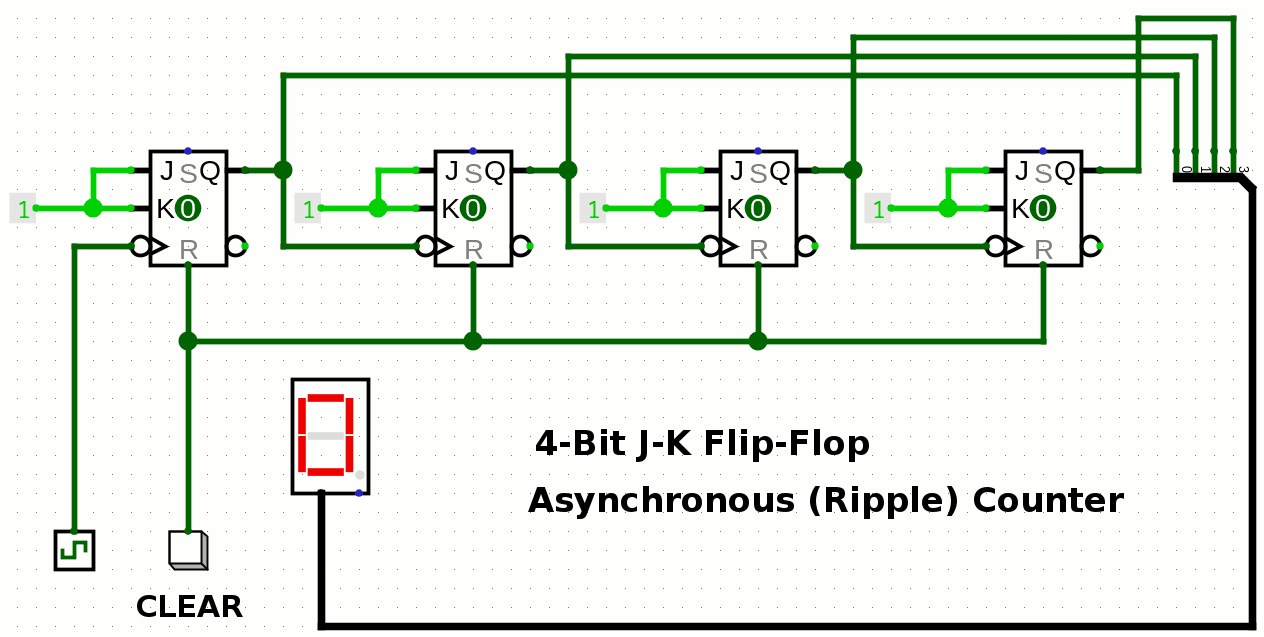 0 1 2 3
J S Q J S Q J S Q J S Q
1 K 0 1 K 0 1 K 0 1 K 0
R R R R
0
4-Bit J-K Flip-Flop
Asynchronous (Ripple) Counter
CLEAR